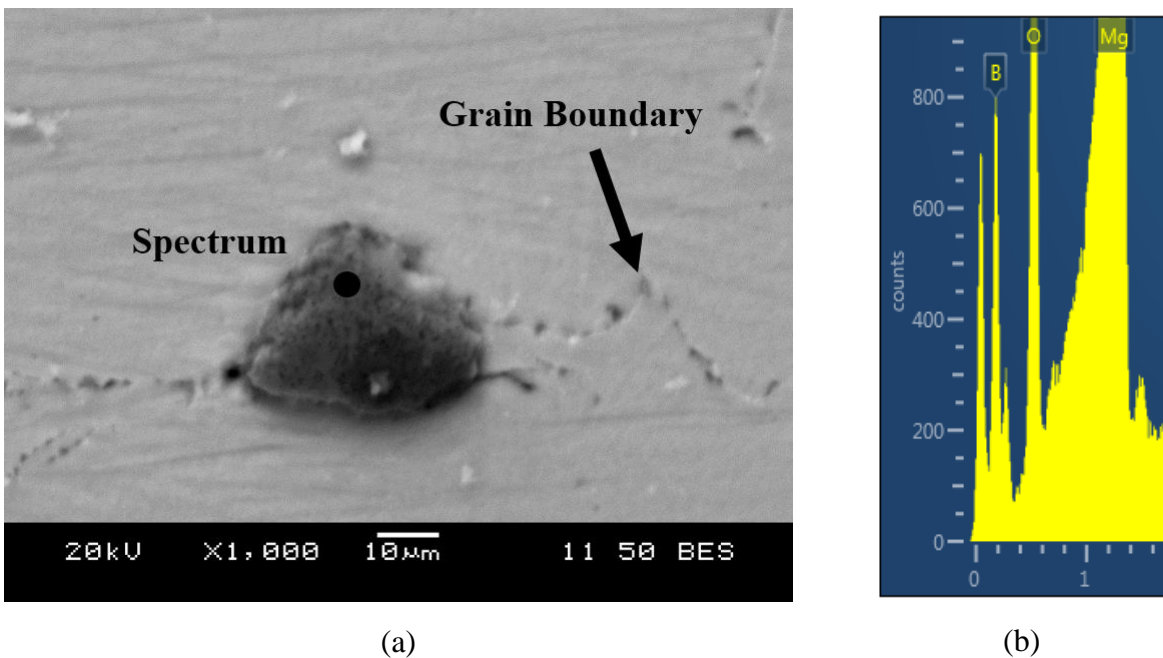 Grain Boundary
Spectrum
20kV X1,000 10μm 11 50 BES
(a)
B
O
Mg
counts
800
600
400
200
0
0 1
(b)